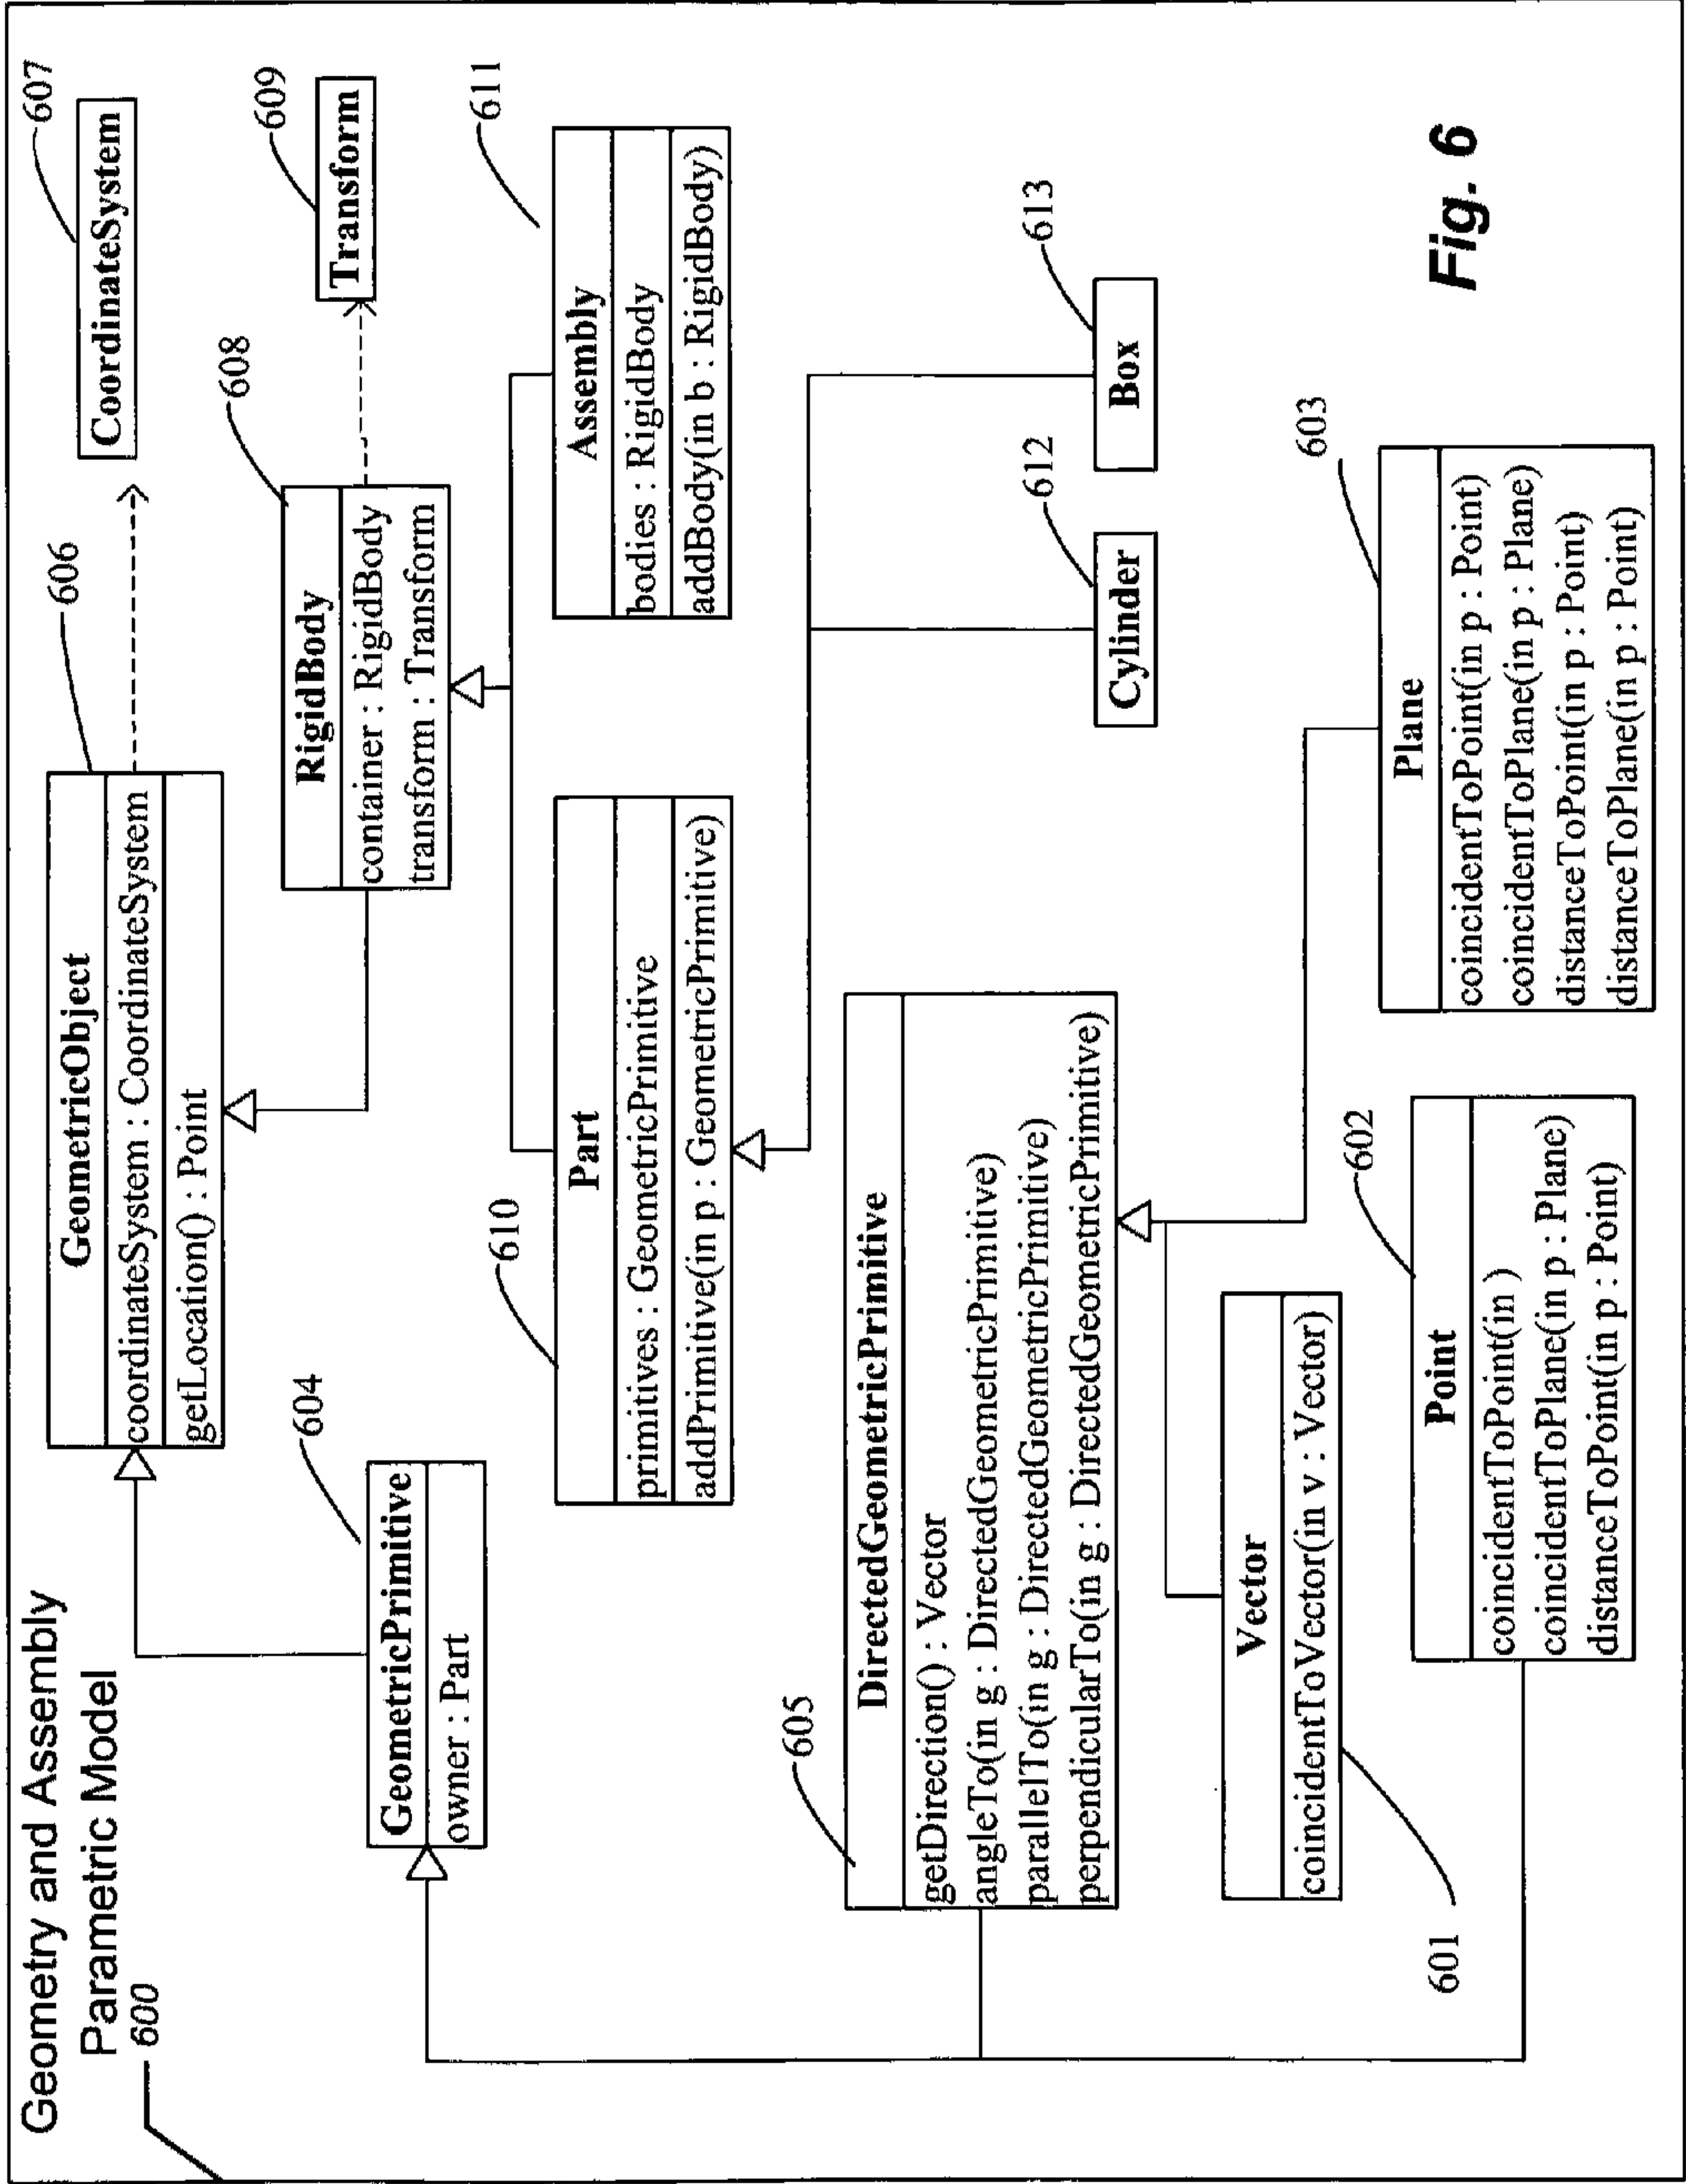 Geometry and Assembly
Parametric Model
600
GeometricObject
coordinateSystem : CoordinateSystem
getLocation() : Point
606
CoordinateSystem
607
GeometricPrimitive
owner : Part
604
RigidBody
container : RigidBody
transform : Transform
608
Transform
609
Part
primitives : GeometricPrimitive
addPrimitive(in p : GeometricPrimitive)
610
Assembly
bodies : RigidBody
addBody(in b : RigidBody)
611
DirectedGeometricPrimitive
getDirection() : Vector
angleTo(in g : DirectedGeometricPrimitive)
parallelTo(in g : DirectedGeometricPrimitive)
perpendicularTo(in g : DirectedGeometricPrimitive)
605
Cylinder
612
Box
613
Vector
coincidentToVector(in v : Vector)
601
Point
coincidentToPoint(in )
coincidentToPlane(in p : Plane)
distanceToPoint(in p : Point)
602
Plane
coincidentToPoint(in p : Point)
coincidentToPlane(in p : Plane)
distanceToPoint(in p : Point)
distanceToPlane(in p : Point)
603
Fig. 6